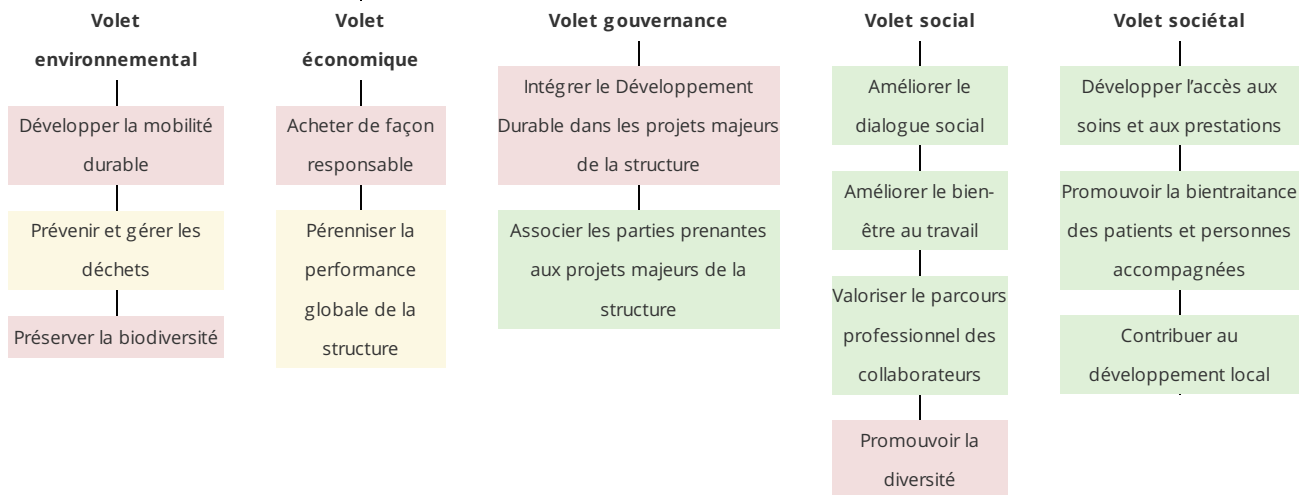 Volet
environnemental
Développer la mobilité
durable
Prévenir et gérer les
déchets
Préserver la biodiversité
Volet
économique
Acheter de façon
responsable
Pérenniser la
performance
globale de la
structure
Volet gouvernance
Intégrer le Développement
Durable dans les projets majeurs
de la structure
Associer les parties prenantes
aux projets majeurs de la
structure
Volet social
Améliorer le
dialogue social
Améliorer le bien-
être au travail
Valoriser le parcours
professionnel des
collaborateurs
Promouvoir la
diversité
Volet sociétal
Développer l’accès aux
soins et aux prestations
Promouvoir la bientraitance
des patients et personnes
accompagnées
Contribuer au
développement local